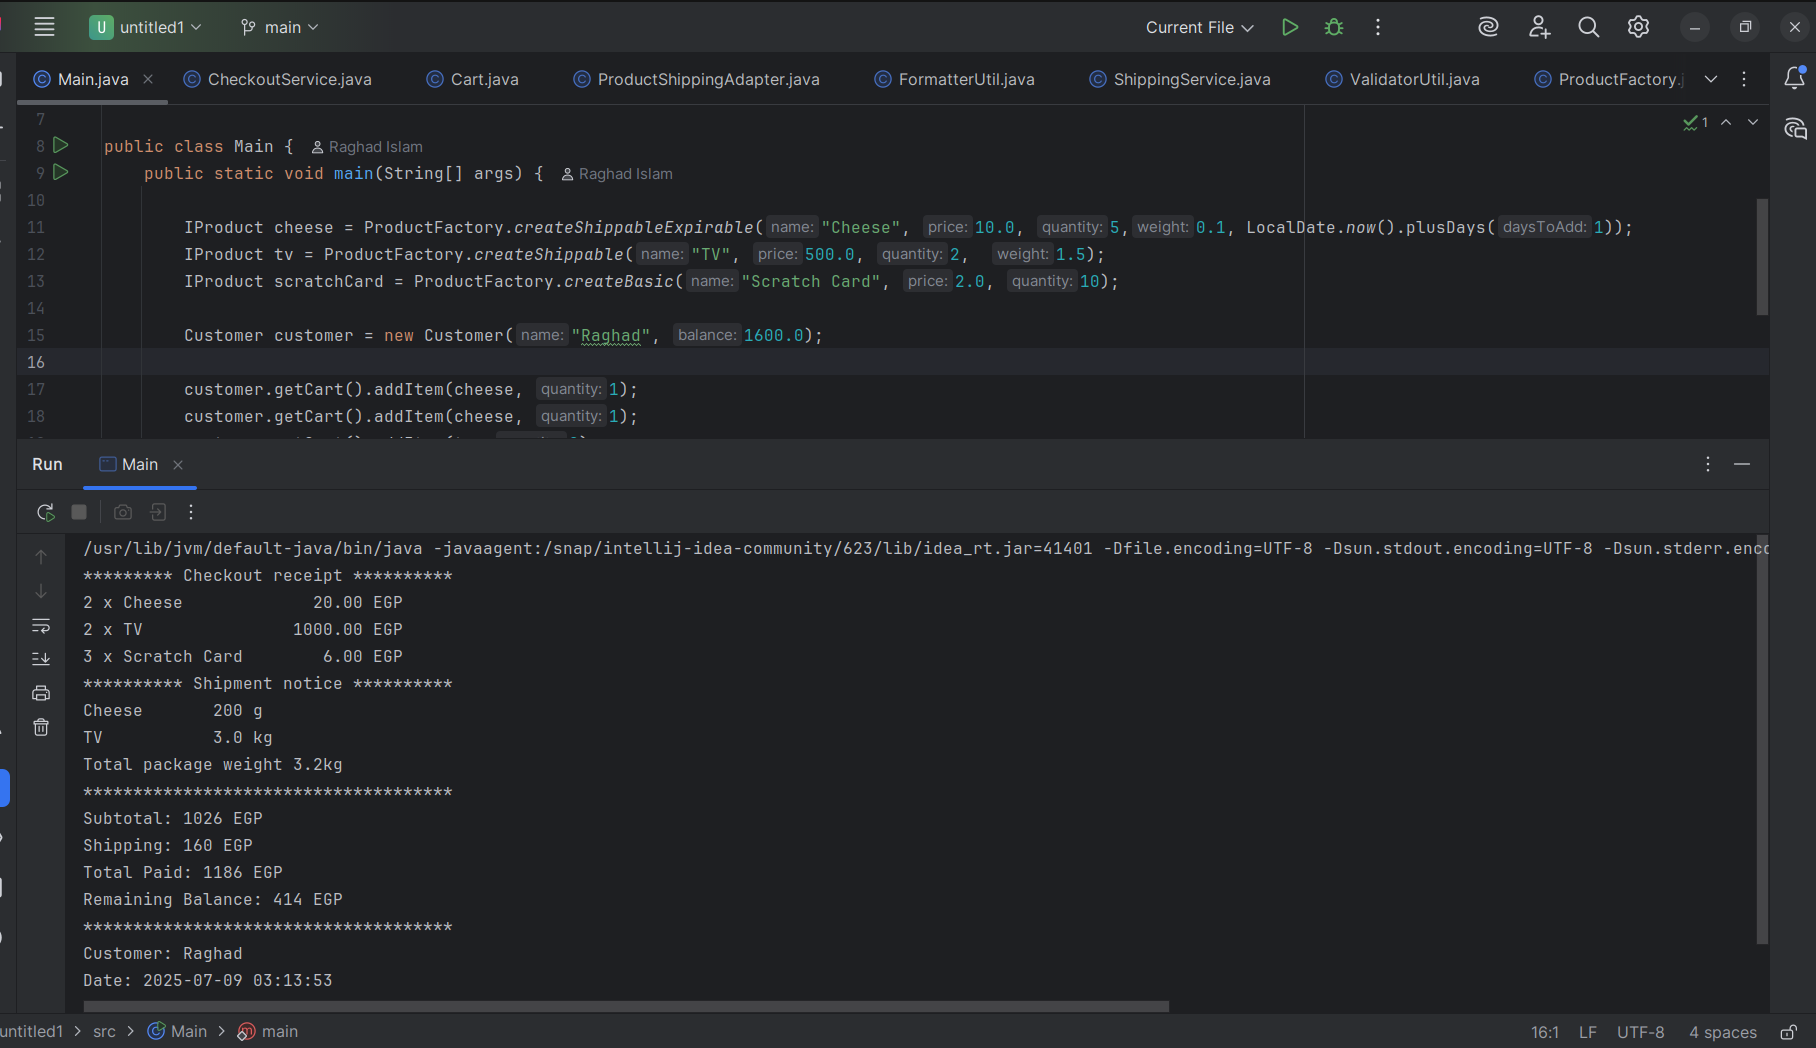 U untitled1 main Current File
Main.java CheckoutService.java Cart.java ProductShippingAdapter.java FormatterUtil.java ShippingService.java ValidatorUtil.java ProductFactory.j
7
1
8 public class Main { Raghad Islam
9 public static void main(String[] args) { Raghad Islam
10
11 IProduct cheese = ProductFactory.createShippableExpirable( name: "Cheese", price: 10.0, quantity: 5, weight: 0.1, LocalDate.now().plusDays( daysToAdd: 1));
12 IProduct tv = ProductFactory.createShippable( name: "TV", price: 500.0, quantity: 2, weight: 1.5);
13 IProduct scratchCard = ProductFactory.createBasic( name: "Scratch Card", price: 2.0, quantity: 10);
14
15 Customer customer = new Customer( name: "Raghad", balance: 1600.0);
16
17 customer.getCart().addItem(cheese, quantity: 1);
18 customer.getCart().addItem(cheese, quantity: 1);
Run Main
/usr/lib/jvm/default-java/bin/java -javaagent:/snap/intellij-idea-community/623/lib/idea_rt.jar=41401 -Dfile.encoding=UTF-8 -Dsun.stdout.encoding=UTF-8 -Dsun.stderr.enco
********* Checkout receipt **********
2 x Cheese 20.00 EGP
2 x TV 1000.00 EGP
3 x Scratch Card 6.00 EGP
********** Shipment notice **********
Cheese 200 g
TV 3.0 kg
Total package weight 3.2kg
*************************************
Subtotal: 1026 EGP
Shipping: 160 EGP
Total Paid: 1186 EGP
Remaining Balance: 414 EGP
*************************************
Customer: Raghad
Date: 2025-07-09 03:13:53
untitled1 > src > Main > main 16:1 LF UTF-8 4 spaces